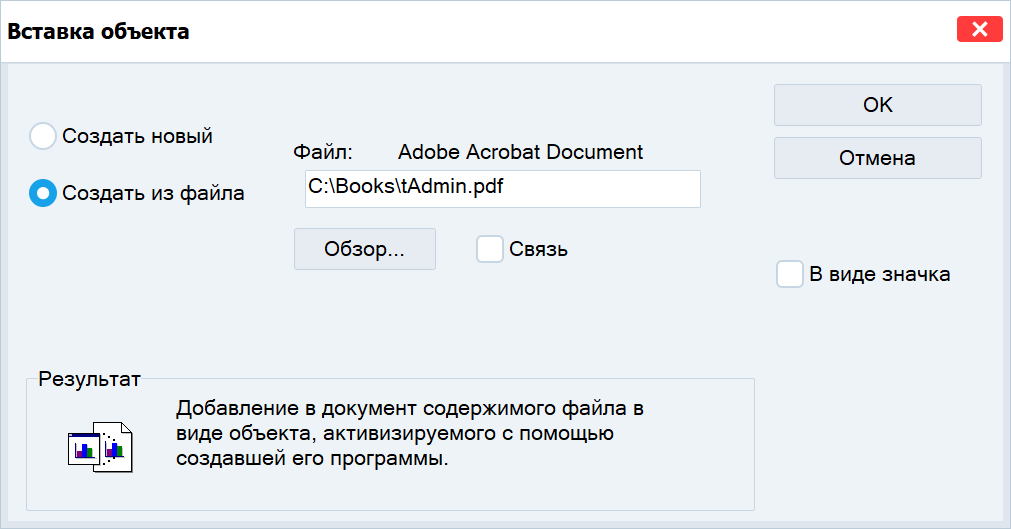 Вставка объекта
Создать новый
Создать из файла
Файл: Adobe Acrobat Document
C:\Books\tAdmin.pdf
Обзор...
Связь
OK
Отмена
В виде значка
Результат
Добавление в документ содержимого файла в
виде объекта, активизируемого с помощью
создавшей его программы.